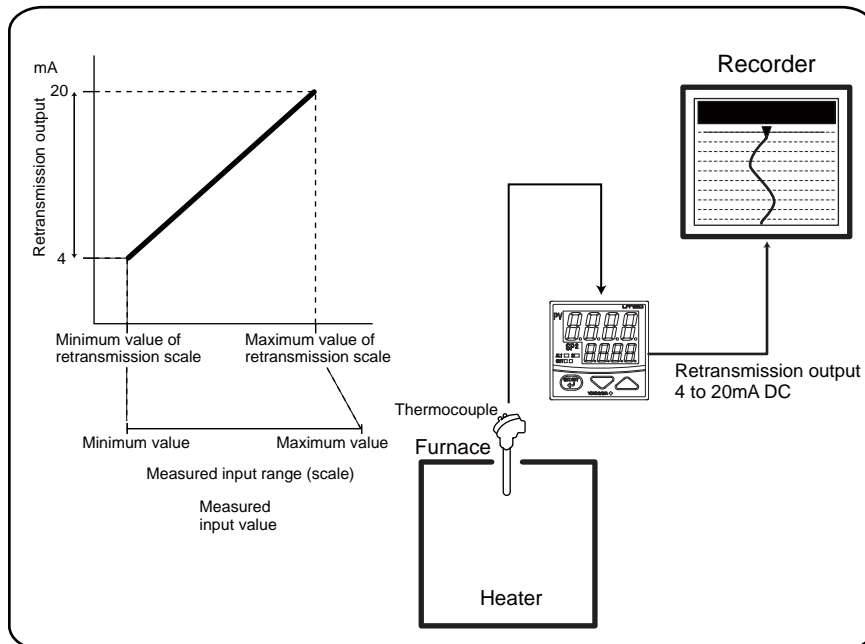 mA
20
Retransmission output
4
Minimum value of
retransmission scale
Maximum value of
retransmission scale
Minimum value
Maximum value
Measured input range (scale)
Measured
input value
Recorder
PV
SP2
Retransmission output
4 to 20mA DC
Thermocouple
Furnace
Heater